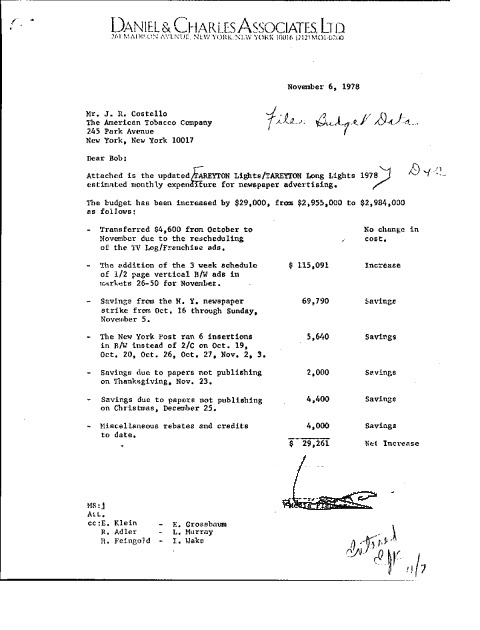 DANIEL & CHARLES ASSOCIATES, LTD
261 MADISON AVENUE, NEW YORK, NEW YORK 10016 (212) MO1-0200
November 6, 1978
File: Budget Data
Mr. J. R. Costello
The American Tobacco Company
245 Park Avenue
New York, New York 10017
Dear Bob:
Attached is the updated TAREYTON Lights/TAREYTON Long Lights 1978
estimated monthly expenditure for newspaper advertising.
The budget has been increased by $29,000, from $2,955,000 to $2,984,000
as follows:
- Transferred $4,600 from October to No change in
November due to the rescheduling cost.
of the TV Log/Franchise ads.
- The addition of the 3 week schedule $ 115,091 Increase
of 1/2 page vertical B/W ads in
markets 26-50 for November.
- Savings from the N. Y. newspaper 69,790 Savings
strike from Oct. 16 through Sunday,
November 5.
- The New York Post ran 6 insertions 5,640 Savings
in B/W instead of 2/C on Oct. 19,
Oct. 20, Oct. 26, Oct. 27, Nov. 2, 3.
- Savings due to papers not publishing 2,000 Savings
on Thanksgiving, Nov. 23.
- Savings due to papers not publishing 4,400 Savings
on Christmas, December 25.
- Miscellaneous rebates and credits 4,000 Savings
to date.
$ 29,261 Net Increase
MS:j
Att.
cc:E. Klein - E. Grossbaum
R. Adler - L. Murray
H. Feingold - I. Wake
11/7